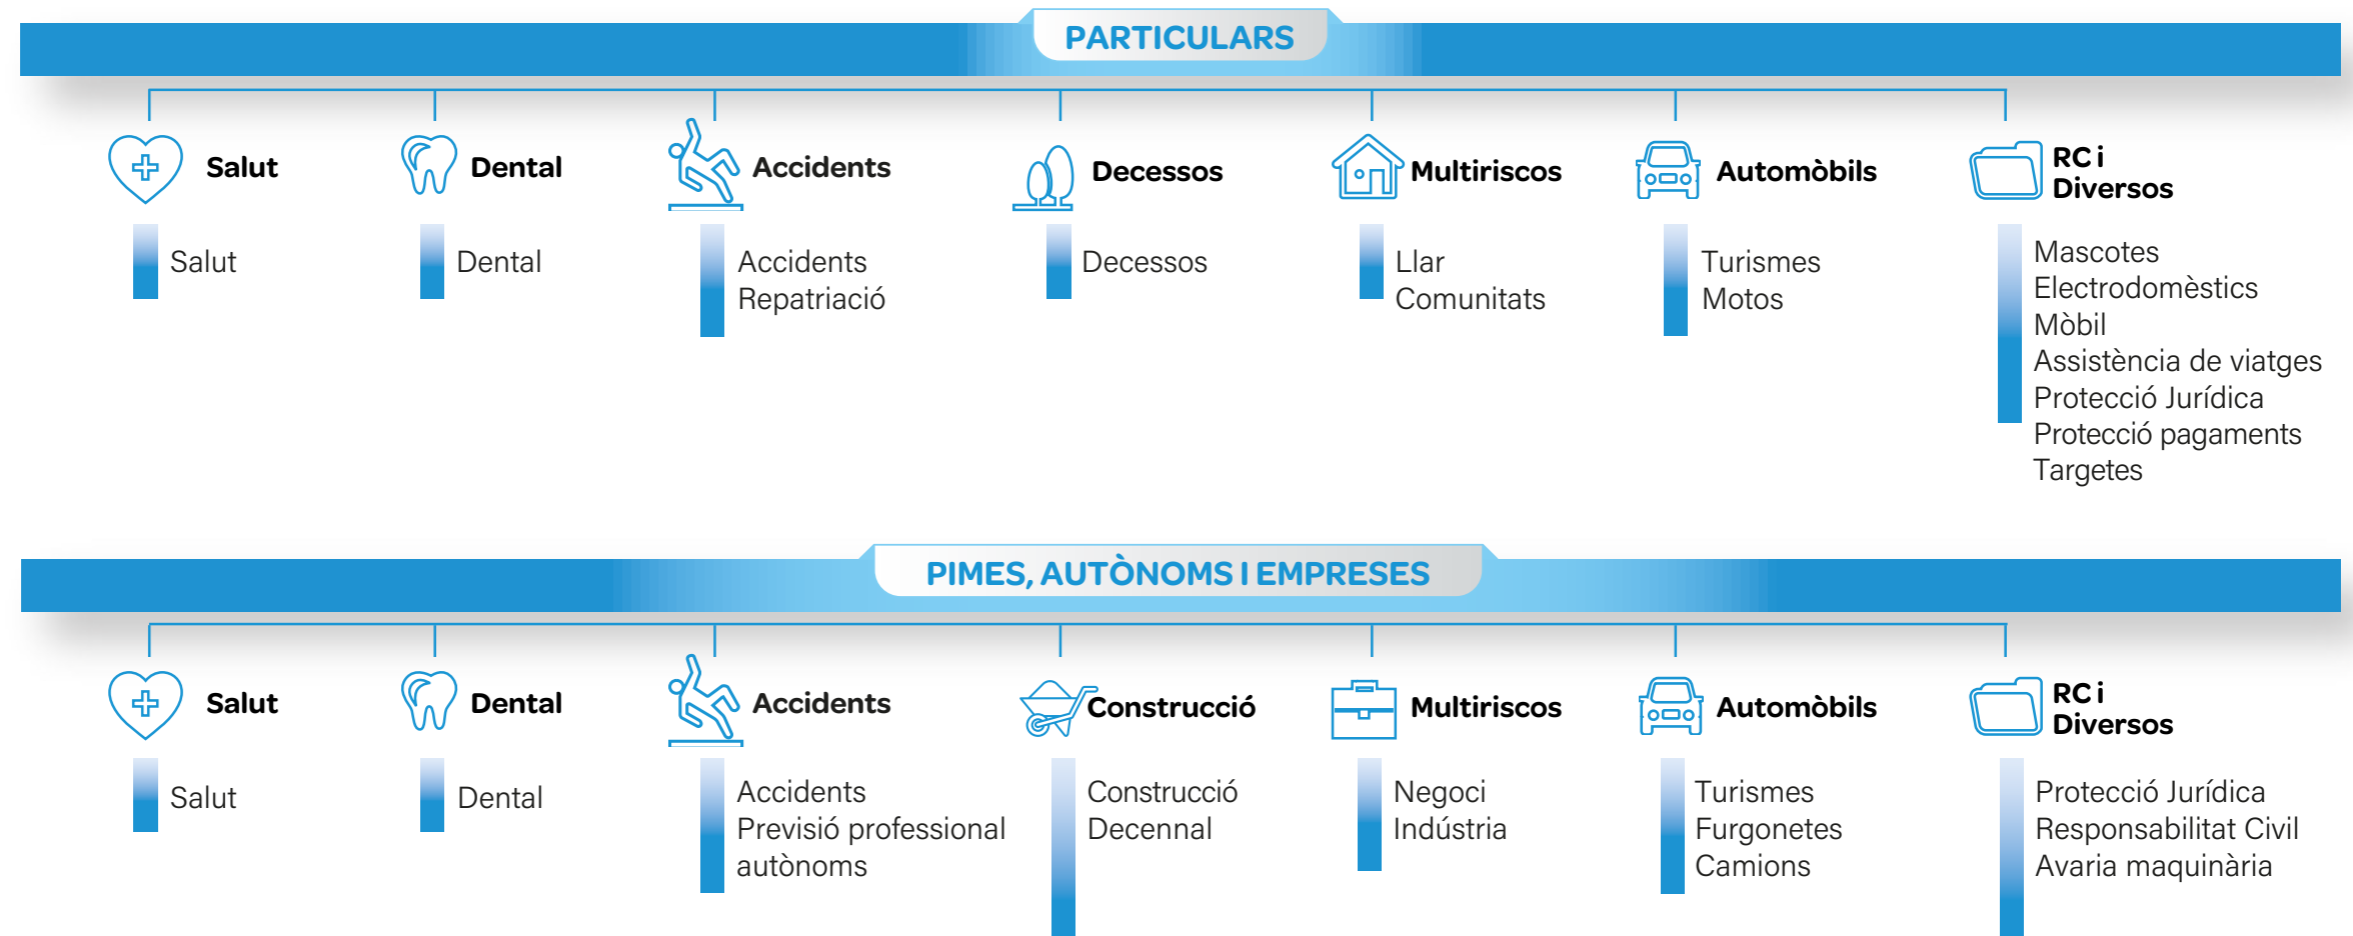 PARTICULARS
Salut
Salut
Dental
Dental
Accidents
Accidents
Repatriació
Decessos
Decessos
Multiriscos
Llar
Comunitats
Automòbils
Turismes
Motos
RC i
Diversos
Mascotes
Electrodomèstics
Mòbil
Assistència de viatges
Protecció Jurídica
Protecció pagaments
Targetes
PIMES, AUTÒNOMS I EMPRESES
Salut
Salut
Dental
Dental
Accidents
Accidents
Previsió professional
autònoms
Construcció
Construcció
Decennal
Multiriscos
Negoci
Indústria
Automòbils
Turismes
Furgonetes
Camions
RC i
Diversos
Protecció Jurídica
Responsabilitat Civil
Avaria maquinària